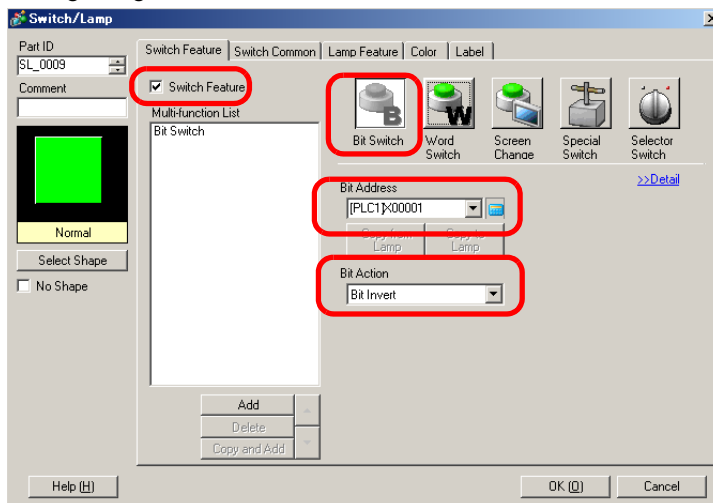 Switch/Lamp
Part ID
SL_0009
Comment
Normal
Select Shape
No Shape
Switch Feature
Switch Common
Lamp Feature
Color
Label
Switch Feature
Multi-function List
Bit Switch
Add
Delete
Copy and Add
Bit Switch
Word
Switch
Screen
Change
Special
Switch
Selector
Switch
>>Detail
Bit Address
[PLC1]X00001
Copy from
Lamp
Copy to
Lamp
Bit Action
Bit Invert
Help (H)
OK (O)
Cancel